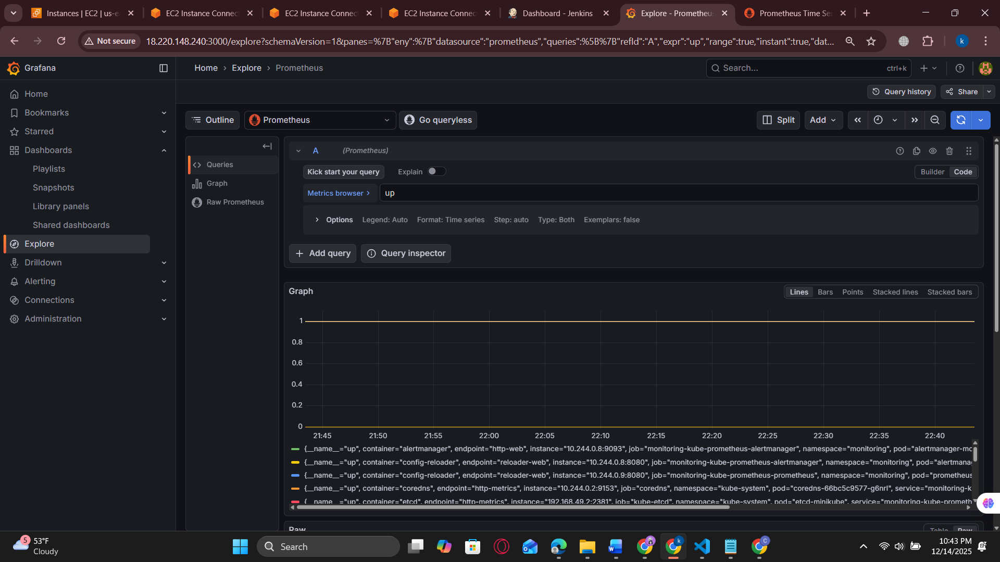 Instances | EC2 | us-e
EC2 Instance Connect
EC2 Instance Connect
EC2 Instance Connec
Dashboard - Jenkins
Explore - Prometheus
Prometheus Time Se
Not secure
18.220.148.240:3000/explore?schemaVersion=1&panes=%7B"eny":%7B"datasource":"prometheus","queries":%5B%7B"refId":"A","expr":"up","range":true,"instant":true,"dat...
k
Grafana
Home › Explore › Prometheus
Search... ctrl+k
Query history
Share
Home
Bookmarks
Starred
Dashboards
Playlists
Snapshots
Library panels
Shared dashboards
Explore
Drilldown
Alerting
Connections
Administration
Outline
Prometheus
Go queryless
Split
Add
Queries
Graph
Raw Prometheus
A (Prometheus)
Kick start your query
Explain
Builder Code
Metrics browser ›
up
Options Legend: Auto Format: Time series Step: auto Type: Both Exemplars: false
+ Add query
Query inspector
Graph
Lines Bars Points Stacked lines Stacked bars
1
0.8
0.6
0.4
0.2
0
21:45 21:50 21:55 22:00 22:05 22:10 22:15 22:20 22:25 22:30 22:35 22:40
{__name__="up", container="alertmanager", endpoint="http-web", instance="10.244.0.8:9093", job="monitoring-kube-prometheus-alertmanager", namespace="monitoring", pod="alertmanager-mo
{__name__="up", container="config-reloader", endpoint="reloader-web", instance="10.244.0.8:8080", job="monitoring-kube-prometheus-alertmanager", namespace="monitoring", pod="alertmana
{__name__="up", container="config-reloader", endpoint="reloader-web", instance="10.244.0.9:8080", job="monitoring-kube-prometheus-prometheus", namespace="monitoring", pod="prometheus
{__name__="up", container="coredns", endpoint="http-metrics", instance="10.244.0.2:9153", job="coredns", namespace="kube-system", pod="coredns-66bc5c9577-g6nrl", service="monitoring-k
{__name__="up", container="etcd", endpoint="http-metrics", instance="192.168.49.2:2381", job="kube-etcd", namespace="kube-system", pod="etcd-minikube", service="monitoring-kube-prometh
Raw
Table Raw
5
53°F
Cloudy
Search
k
C
10:43 PM
12/14/2025